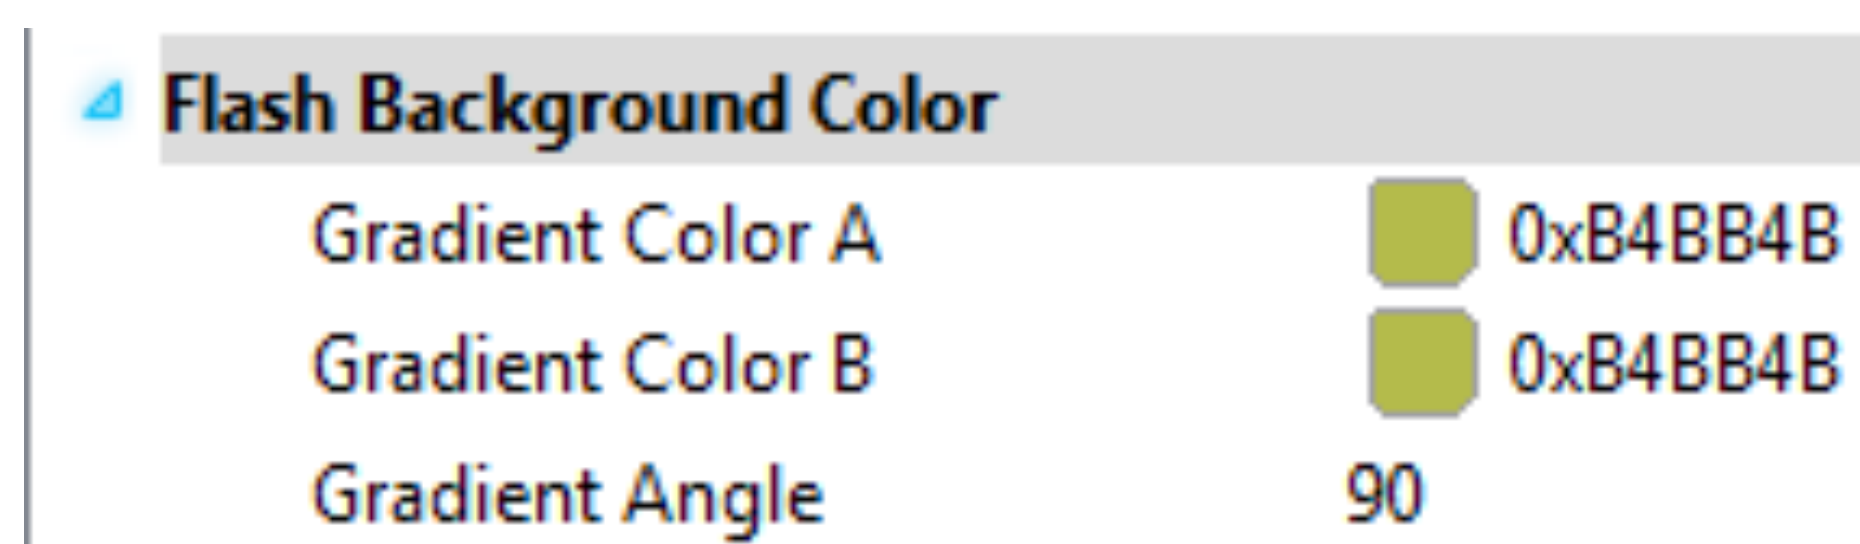 Flash Background Color
Gradient Color A 0xB4BB4B
Gradient Color B 0xB4BB4B
Gradient Angle 90